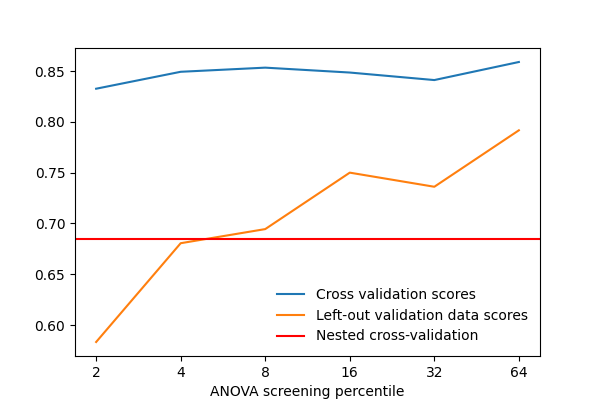 0.85
0.80
0.75
0.70
0.65
0.60
Cross validation scores
Left-out validation data scores
Nested cross-validation
2 4 8 16 32 64
ANOVA screening percentile